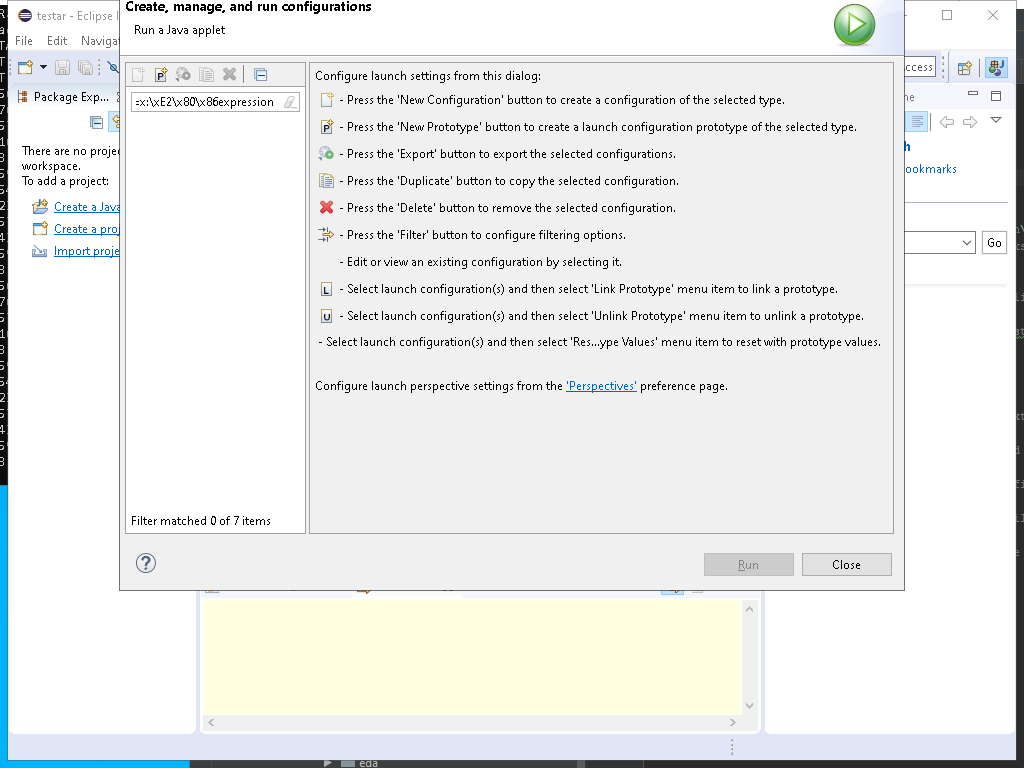 Create, manage, and run configurations
Run a Java applet
testar - Eclipse
File Edit
Package Exp...
=x:\xE2\x80\x86expression
There are no
workspace.
To add a project:
Create a
Create a
Import
Filter matched 0 of 7 items
Configure launch settings from this dialog:
- Press the 'New Configuration' button to create a configuration of the selected type.
- Press the 'New Prototype' button to create a launch configuration prototype of the selected type.
- Press the 'Export' button to export the selected configurations.
- Press the 'Duplicate' button to copy the selected configuration.
- Press the 'Delete' button to remove the selected configuration.
- Press the 'Filter' button to configure filtering options.
- Edit or view an existing configuration by selecting it.
L - Select launch configuration(s) and then select 'Link Prototype' menu item to link a prototype.
U - Select launch configuration(s) and then select 'Unlink Prototype' menu item to unlink a prototype.
- Select launch configuration(s) and then select 'Res...ype Values' menu item to reset with prototype values.
Configure launch perspective settings from the 'Perspectives' preference page.
Go
? Run Close
eda